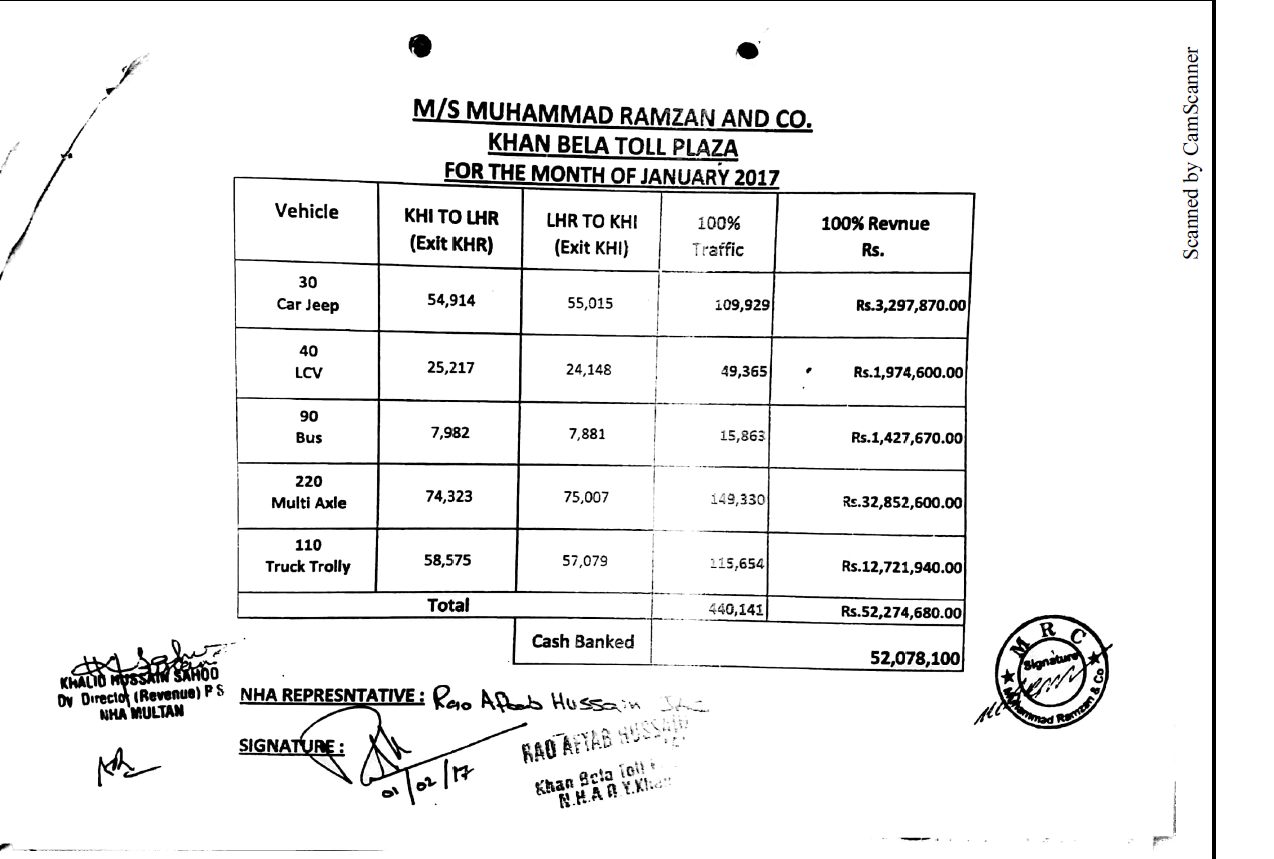 M/S MUHAMMAD RAMZAN AND CO.
KHAN BELA TOLL PLAZA
FOR THE MONTH OF JANUARY 2017
Vehicle KHI TO LHR (Exit KHR) LHR TO KHI (Exit KHI) 100% Traffic 100% Revnue Rs.
30 Car Jeep 54,914 55,015 109,929 Rs.3,297,870.00
40 LCV 25,217 24,148 49,365 Rs.1,974,600.00
90 Bus 7,982 7,881 15,863 Rs.1,427,670.00
220 Multi Axle 74,323 75,007 149,330 Rs.32,852,600.00
110 Truck Trolly 58,575 57,079 115,654 Rs.12,721,940.00
Total 440,141 Rs.52,274,680.00
Cash Banked 52,078,100
KHALID HUSSAIN SAHOO
Dy Director (Revenue) P S
NHA MULTAN
NHA REPRESNTATIVE : Rao Aftab Hussain
SIGNATURE :
01/02/17
RAO AFTAB HUSSAIN
Khan Bela Toll
N.H.A R.Y.Khan
M R C
Signature
Muhammad Ramzan & Co
Scanned by CamScanner